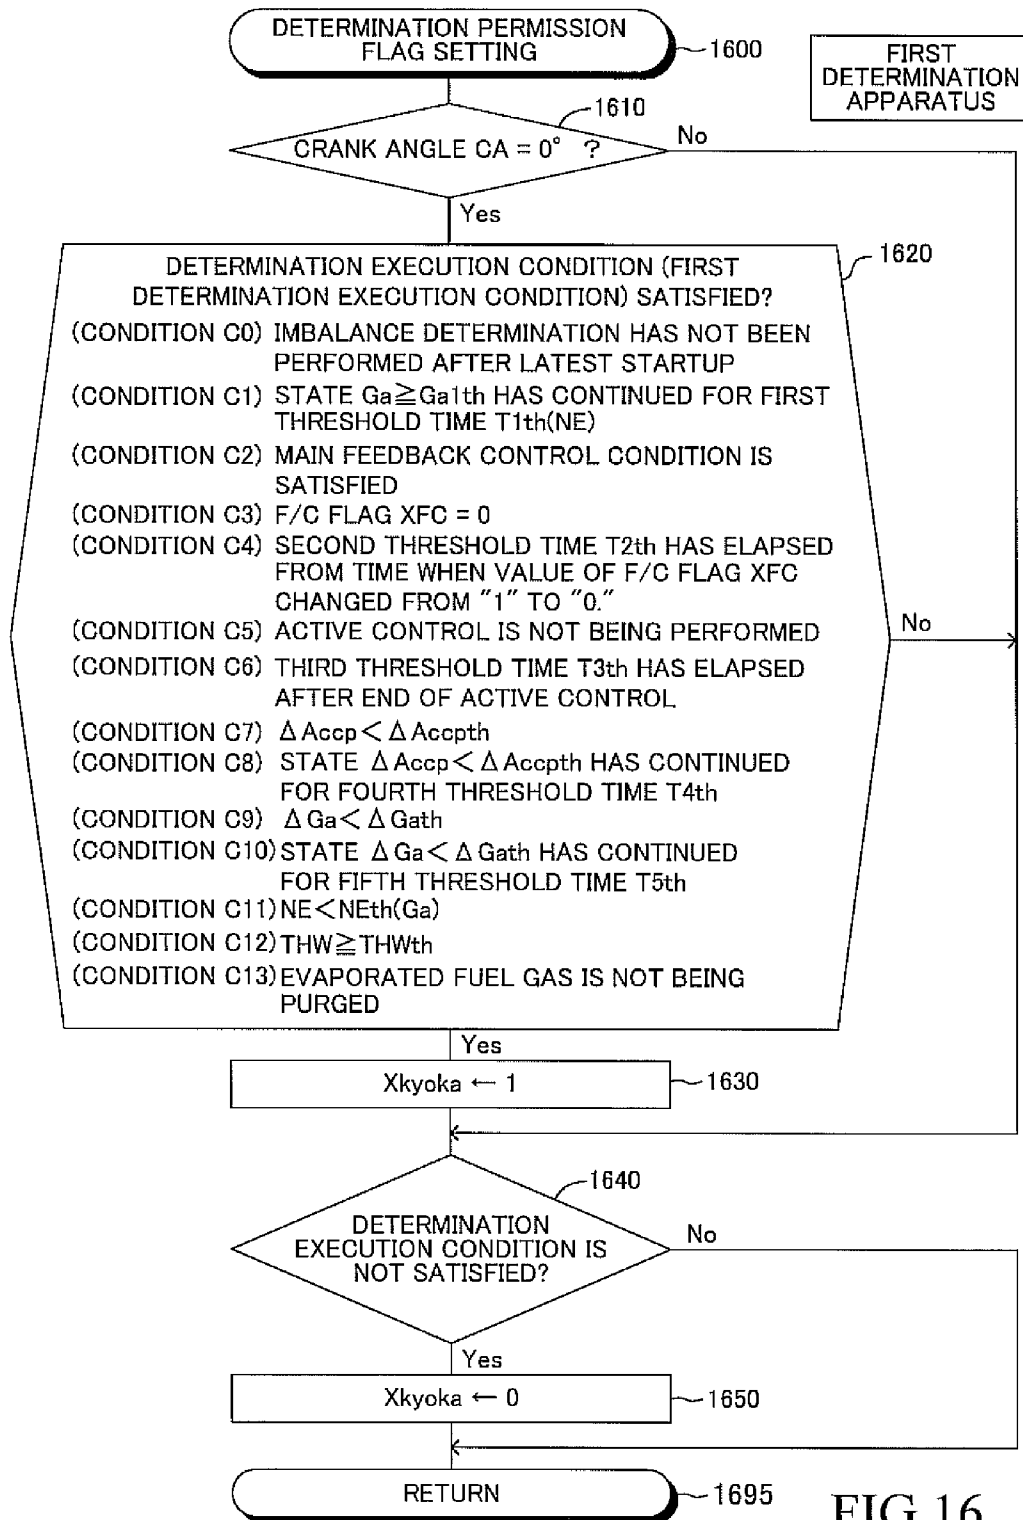 DETERMINATION PERMISSION
FLAG SETTING
1600
FIRST
DETERMINATION
APPARATUS
1610
CRANK ANGLE CA = 0° ?
No
Yes
1620
DETERMINATION EXECUTION CONDITION (FIRST
DETERMINATION EXECUTION CONDITION) SATISFIED?
(CONDITION C0) IMBALANCE DETERMINATION HAS NOT BEEN
PERFORMED AFTER LATEST STARTUP
(CONDITION C1) STATE Ga≧Ga1th HAS CONTINUED FOR FIRST
THRESHOLD TIME T1th(NE)
(CONDITION C2) MAIN FEEDBACK CONTROL CONDITION IS
SATISFIED
(CONDITION C3) F/C FLAG XFC = 0
(CONDITION C4) SECOND THRESHOLD TIME T2th HAS ELAPSED
FROM TIME WHEN VALUE OF F/C FLAG XFC
CHANGED FROM "1" TO "0."
(CONDITION C5) ACTIVE CONTROL IS NOT BEING PERFORMED
No
(CONDITION C6) THIRD THRESHOLD TIME T3th HAS ELAPSED
AFTER END OF ACTIVE CONTROL
(CONDITION C7) ΔAccp<ΔAccpth
(CONDITION C8) STATE ΔAccp<ΔAccpth HAS CONTINUED
FOR FOURTH THRESHOLD TIME T4th
(CONDITION C9) ΔGa<ΔGath
(CONDITION C10) STATE ΔGa<ΔGath HAS CONTINUED
FOR FIFTH THRESHOLD TIME T5th
(CONDITION C11) NE<NEth(Ga)
(CONDITION C12) THW≧THWth
(CONDITION C13) EVAPORATED FUEL GAS IS NOT BEING
PURGED
Yes
Xkyoka ← 1
1630
1640
DETERMINATION
EXECUTION CONDITION IS
NOT SATISFIED?
No
Yes
Xkyoka ← 0
1650
RETURN
1695
FIG.16